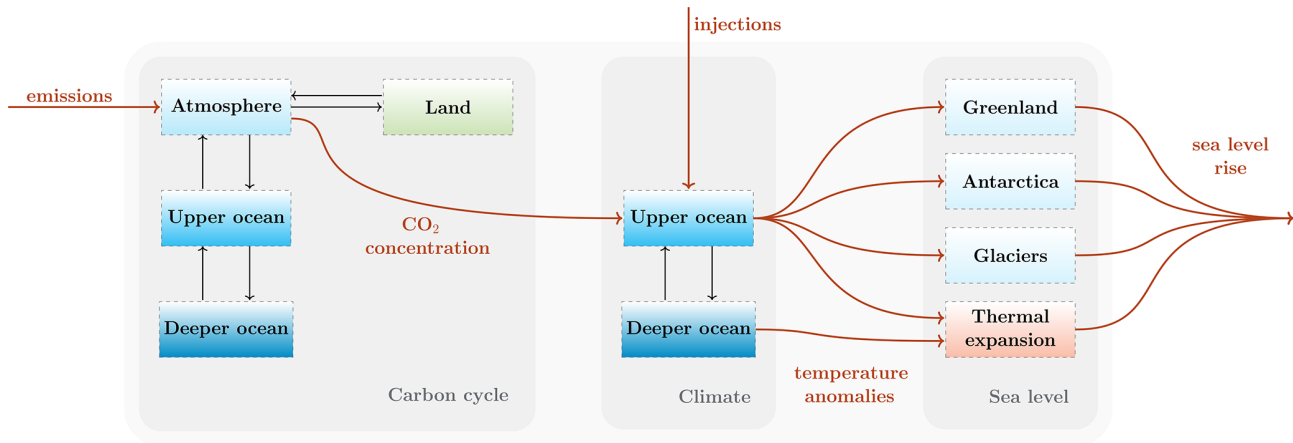 injections
emissions
Atmosphere
Land
Greenland
sea level
rise
Antarctica
Upper ocean
CO₂
concentration
Upper ocean
Glaciers
Deeper ocean
Deeper ocean
Thermal
expansion
temperature
anomalies
Carbon cycle
Climate
Sea level